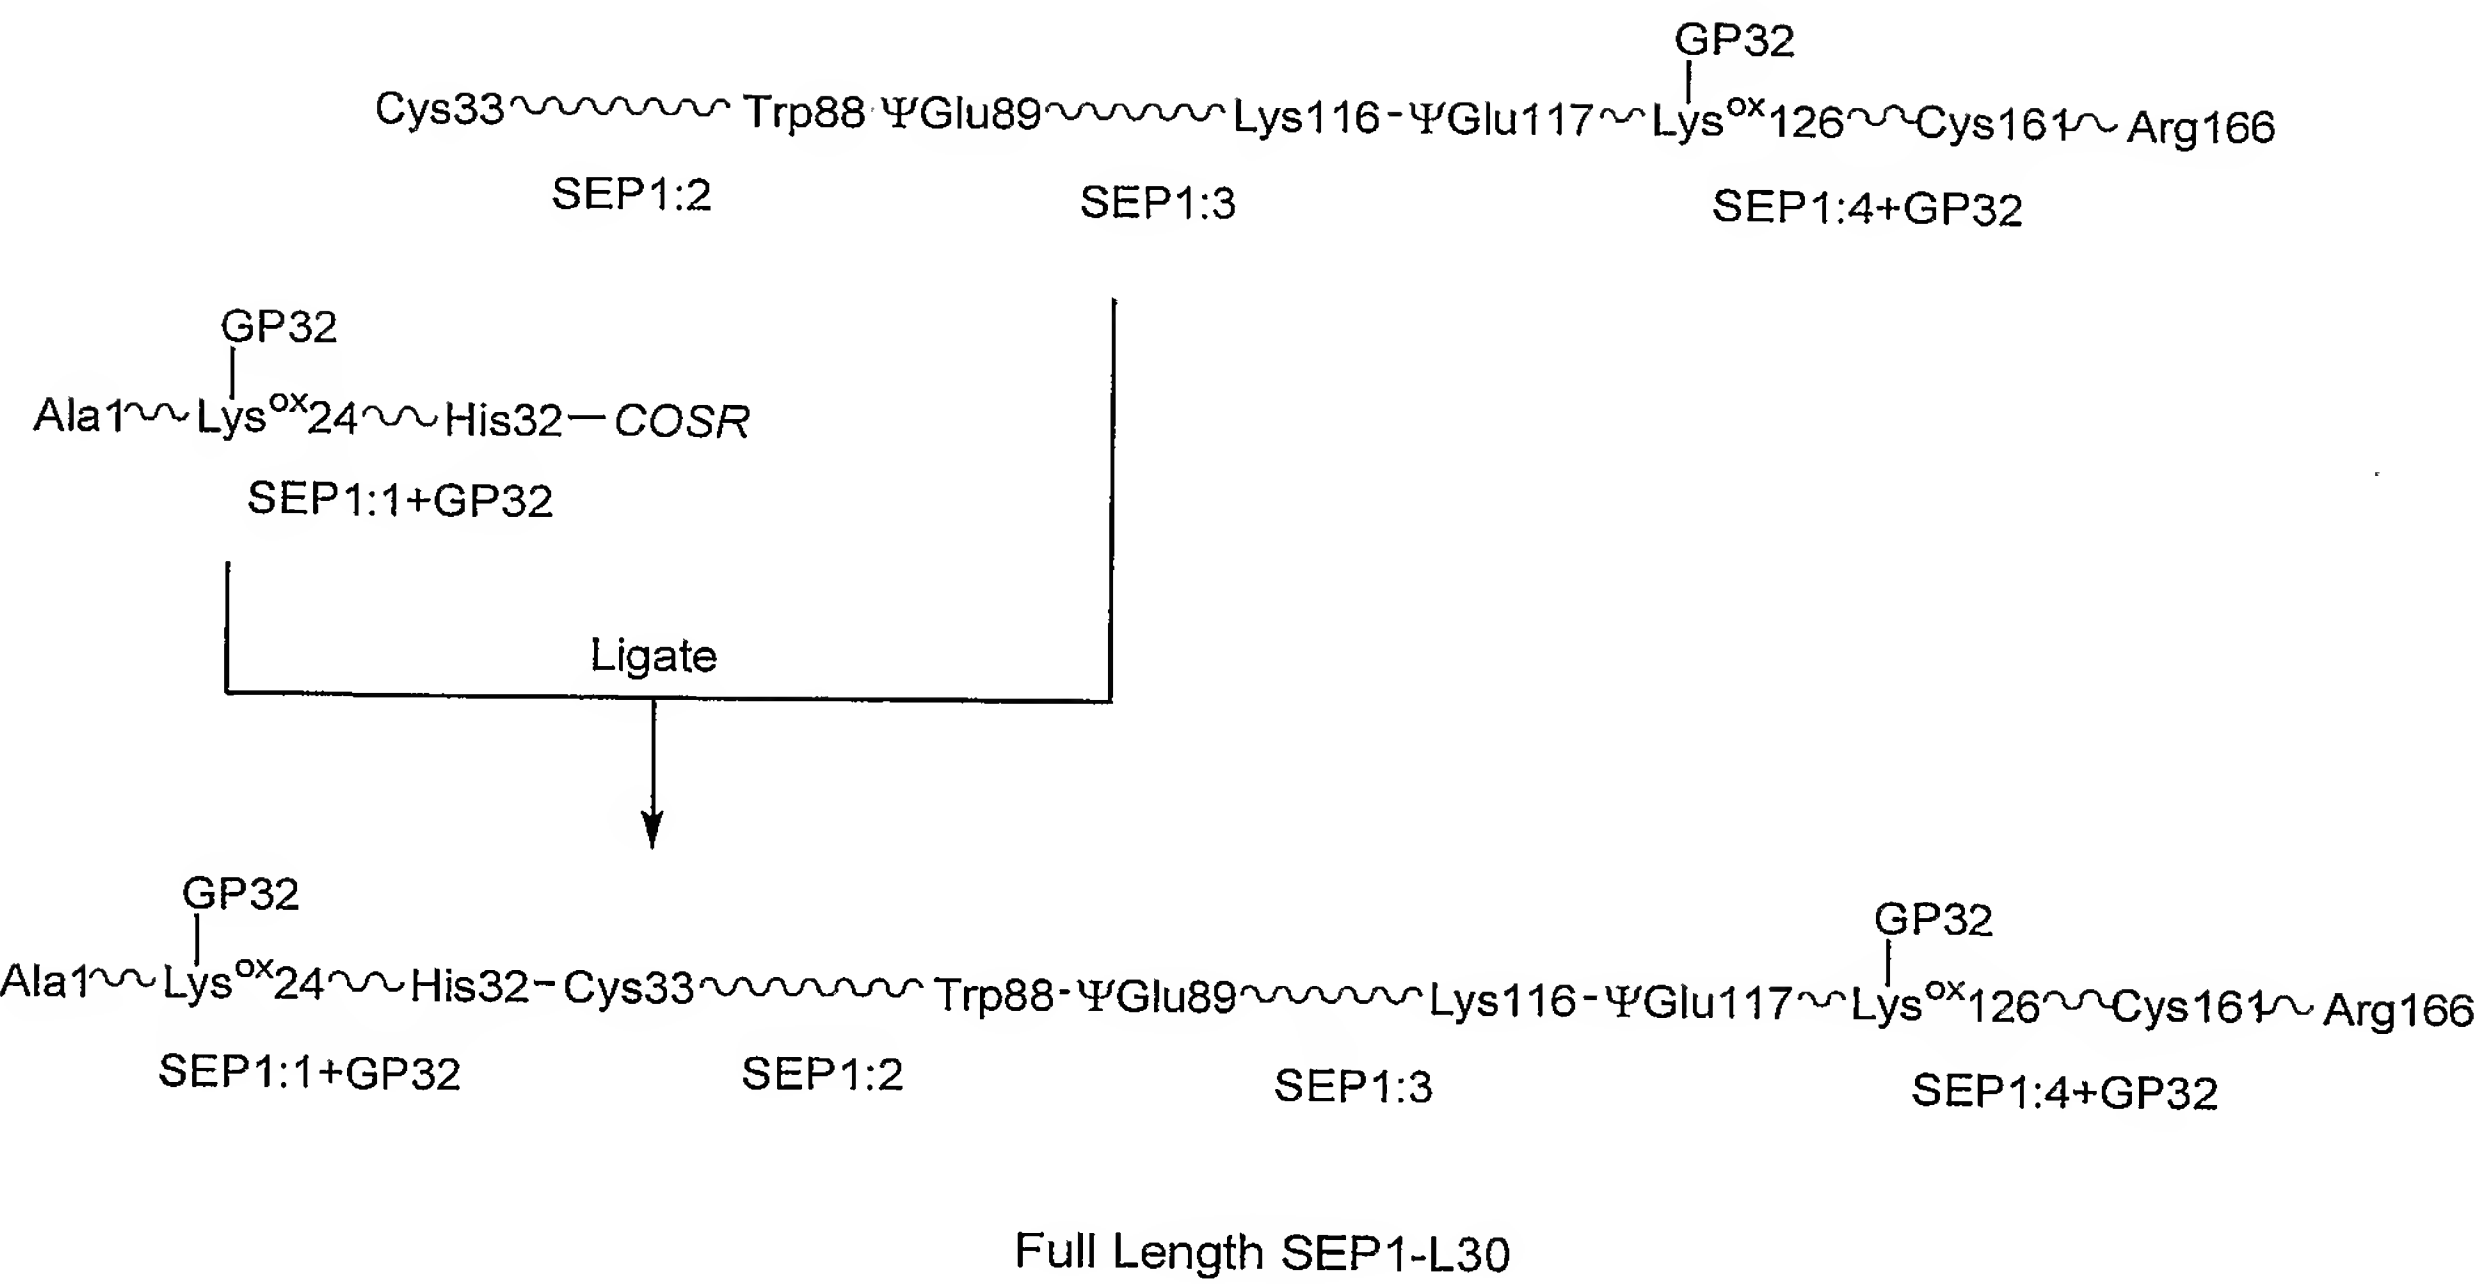 GP32
Cys33 Trp88 ΨGlu89 Lys116-ΨGlu117 Lysᵒˣ126 Cys161 Arg166
SEP1:2 SEP1:3 SEP1:4+GP32
GP32
Ala1 Lysᵒˣ24 His32—COSR
SEP1:1+GP32
Ligate
GP32 GP32
Ala1 Lysᵒˣ24 His32-Cys33 Trp88-ΨGlu89 Lys116-ΨGlu117 Lysᵒˣ126 Cys161 Arg166
SEP1:1+GP32 SEP1:2 SEP1:3 SEP1:4+GP32
Full Length SEP1-L30